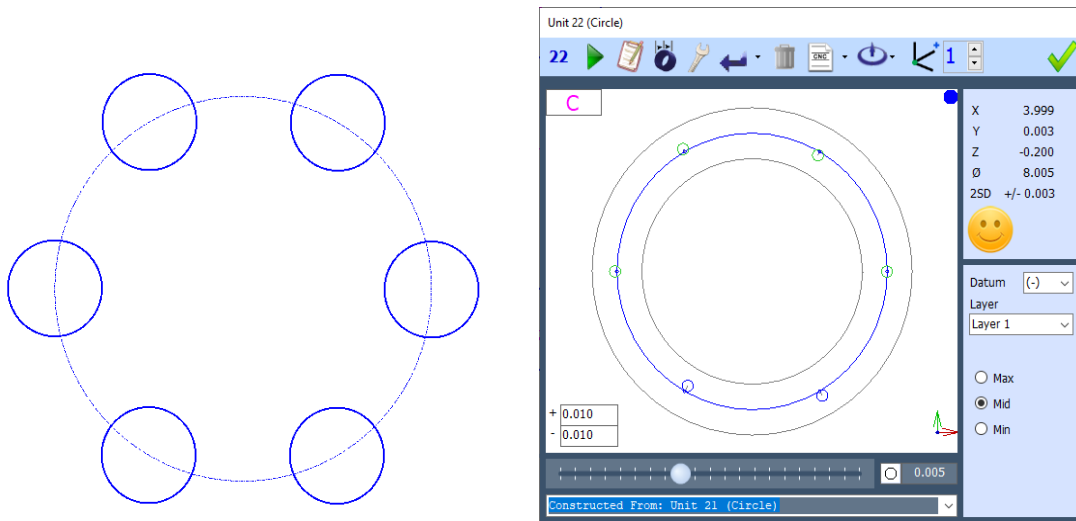 Unit 22 (Circle)
22
CNC
1
C
X 3.999
Y 0.003
Z -0.200
Ø 8.005
2SD +/- 0.003
Datum (-)
Layer
Layer 1
Max
Mid
Min
+ 0.010
- 0.010
0.005
Constructed From: Unit 21 (Circle)